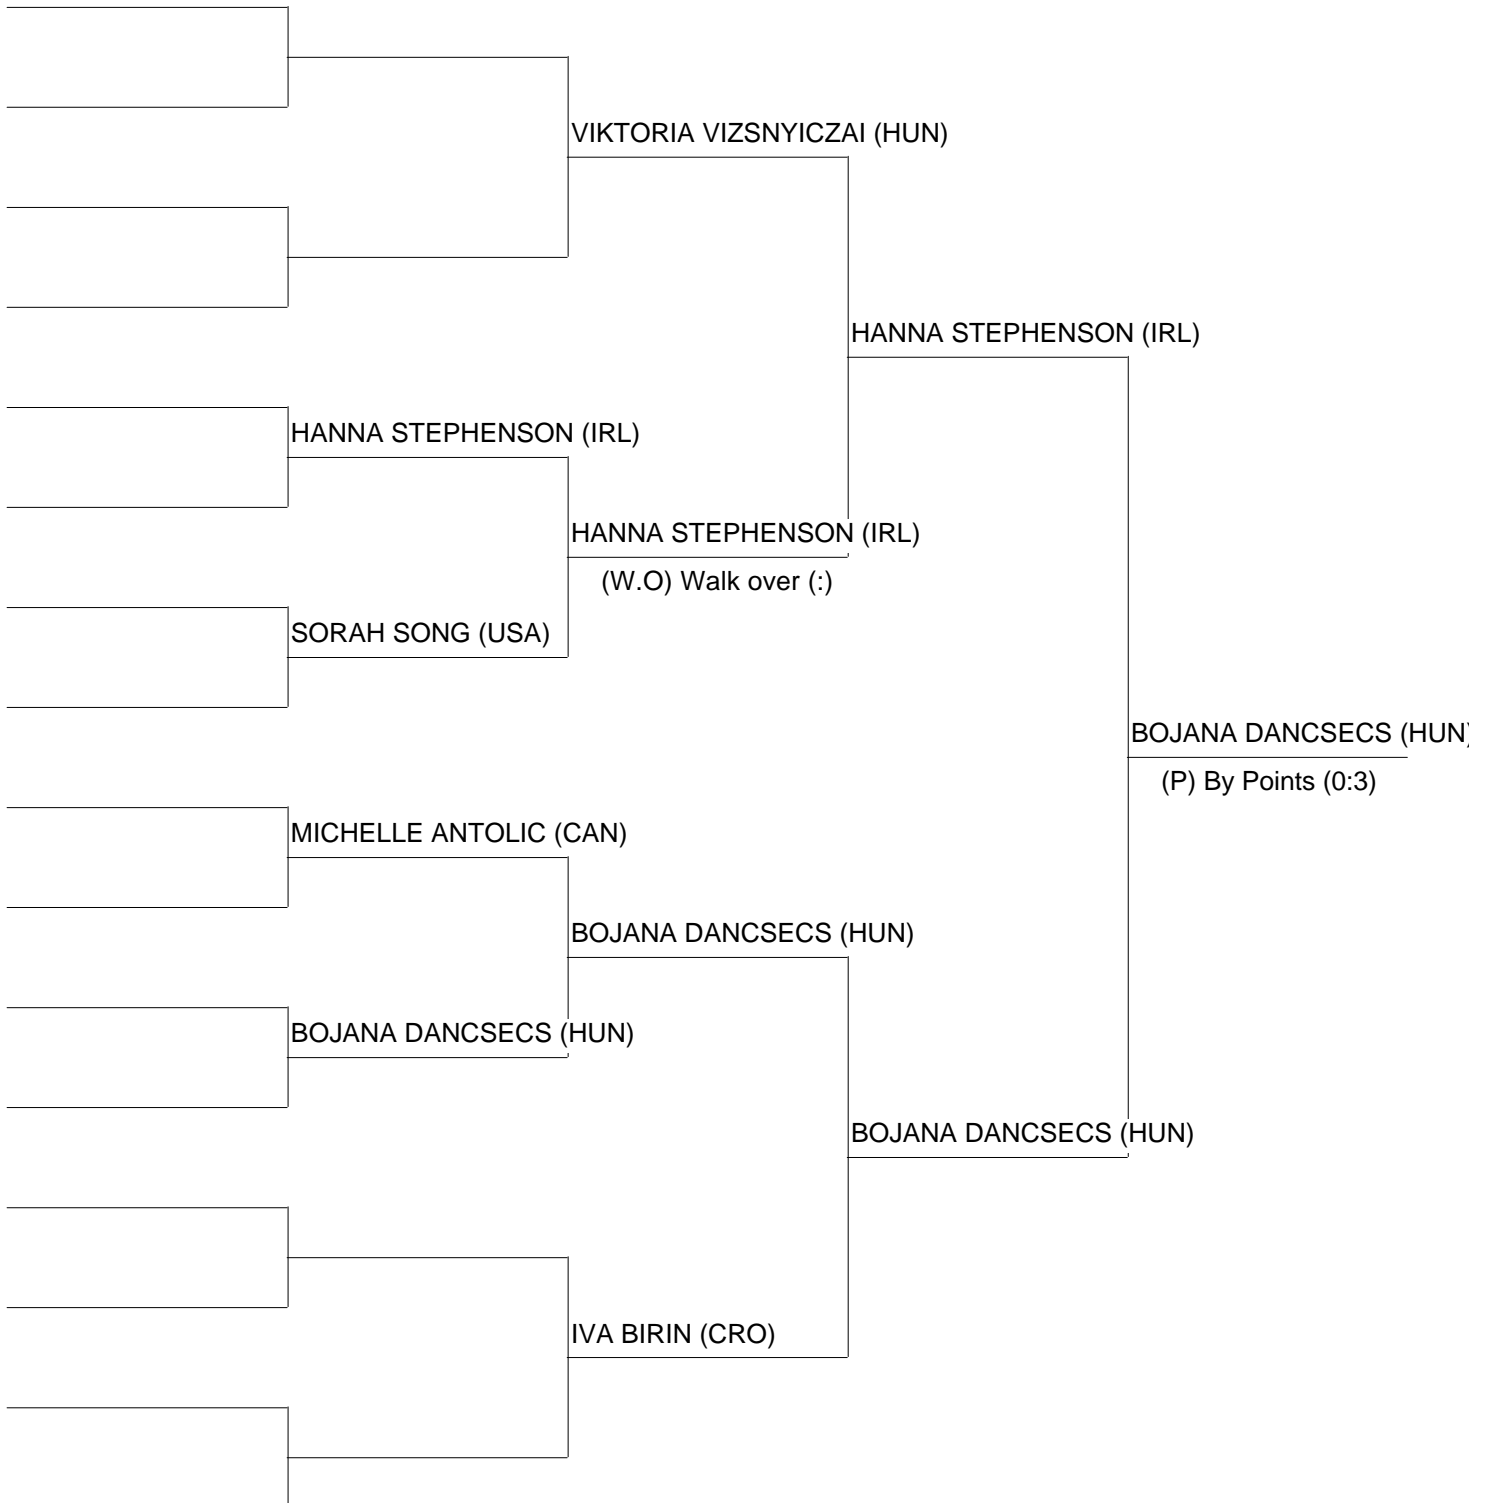 VIKTORIA VIZSNYICZAI (HUN)
HANNA STEPHENSON (IRL)
HANNA STEPHENSON (IRL)
HANNA STEPHENSON (IRL)
(W.O) Walk over (:)
SORAH SONG (USA)
BOJANA DANCSECS (HUN)
(P) By Points (0:3)
MICHELLE ANTOLIC (CAN)
BOJANA DANCSECS (HUN)
BOJANA DANCSECS (HUN)
BOJANA DANCSECS (HUN)
IVA BIRIN (CRO)